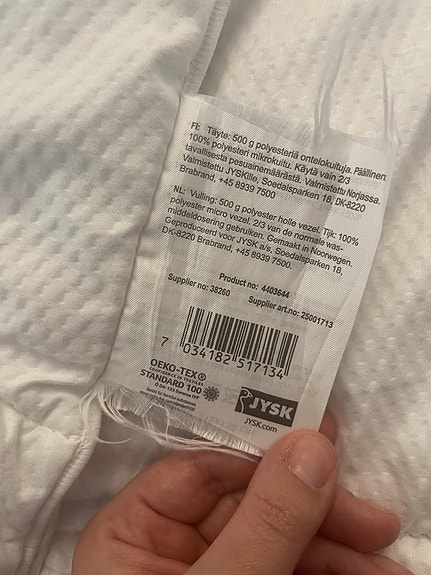 FI: Täyte: 500 g polyesteriä ontelokuituja. Päällinen:
100% polyesteri mikrokuitu. Käytä vain 2/3
tavallisesta pesuainemäärästä. Valmistettu Norjassa.
Valmistettu JYSKille, Soedalsparken 18, DK-8220
Brabrand, +45 8939 7500
NL: Vulling: 500 g polyester holle vezel. Tijk: 100%
polyester micro vezel. 2/3 van de normale was-
middeldosering gebruiken. Gemaakt in Noorwegen.
Geproduceerd voor JYSK a/s, Soedalsparken 18,
DK-8220 Brabrand, +45 8939 7500.
Product no: 4403644
Supplier no: 38260 Supplier art.no: 25001713
7 034182 517134
OEKO-TEX®
CONFIDENCE IN TEXTILES
STANDARD 100
JYSK
JYSK.com